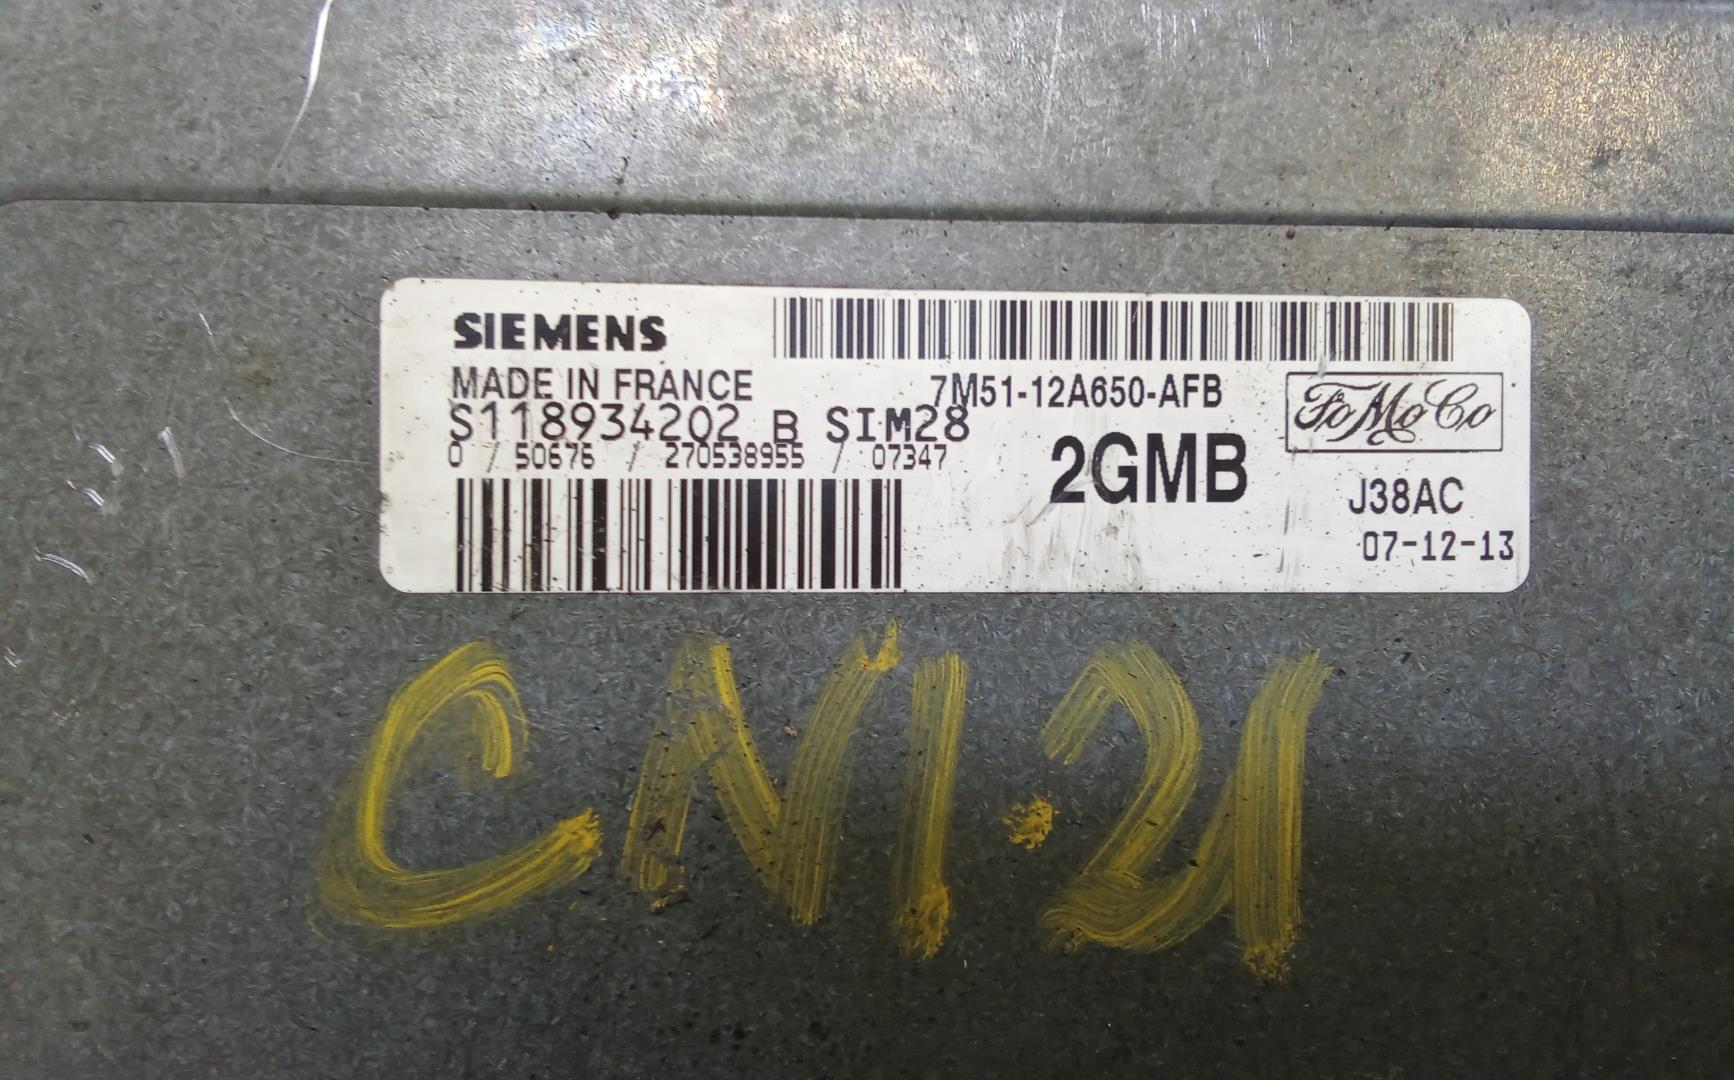 SIEMENS
MADE IN FRANCE
7M51-12A650-AFB
FoMoCo
S118934202 B SIM28
0 / 50676 / 270538955 / 07347
2GMB
J38AC
07-12-13
CN1.21